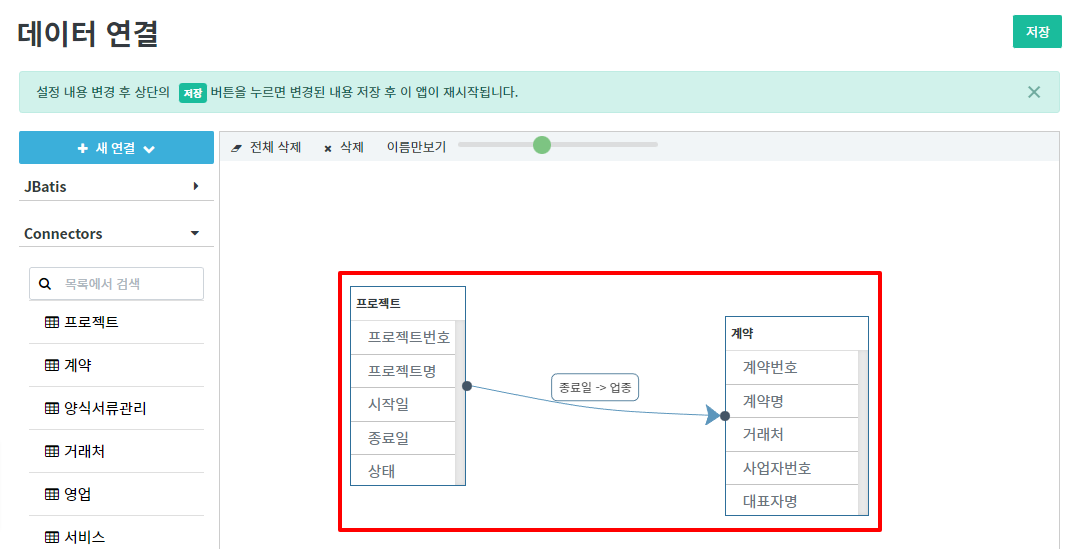 데이터 연결
저장
설정 내용 변경 후 상단의 저장 버튼을 누르면 변경된 내용 저장 후 이 앱이 재시작됩니다.
새 연결
전체 삭제 삭제 이름만보기
JBatis
Connectors
목록에서 검색
프로젝트
계약
양식서류관리
거래처
영업
서비스
프로젝트
프로젝트번호
프로젝트명
시작일
종료일
상태
종료일 -> 업종
계약
계약번호
계약명
거래처
사업자번호
대표자명